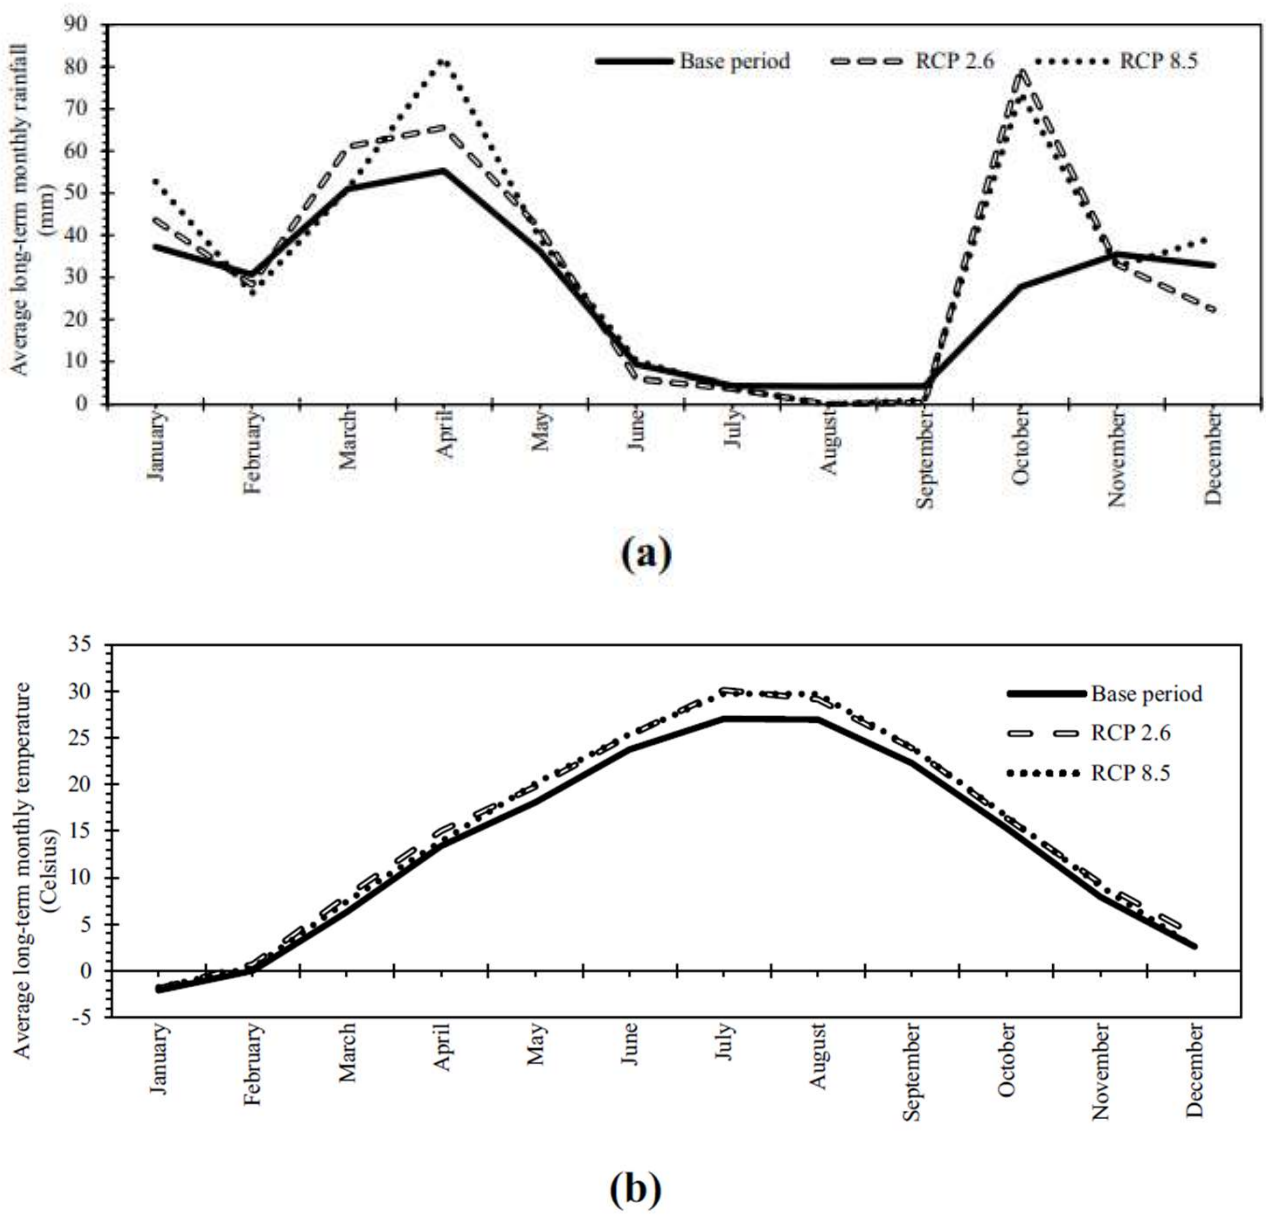 90
80
70
60
50
40
30
20
10
0
Average long-term monthly rainfall
(mm)
Base period
RCP 2.6
RCP 8.5
January
February
March
April
May
June
July
August
September
October
November
December
(a)
35
30
25
20
15
10
5
0
-5
Average long-term monthly temperature
(Celsius)
Base period
RCP 2.6
RCP 8.5
January
February
March
April
May
June
July
August
September
October
November
December
(b)